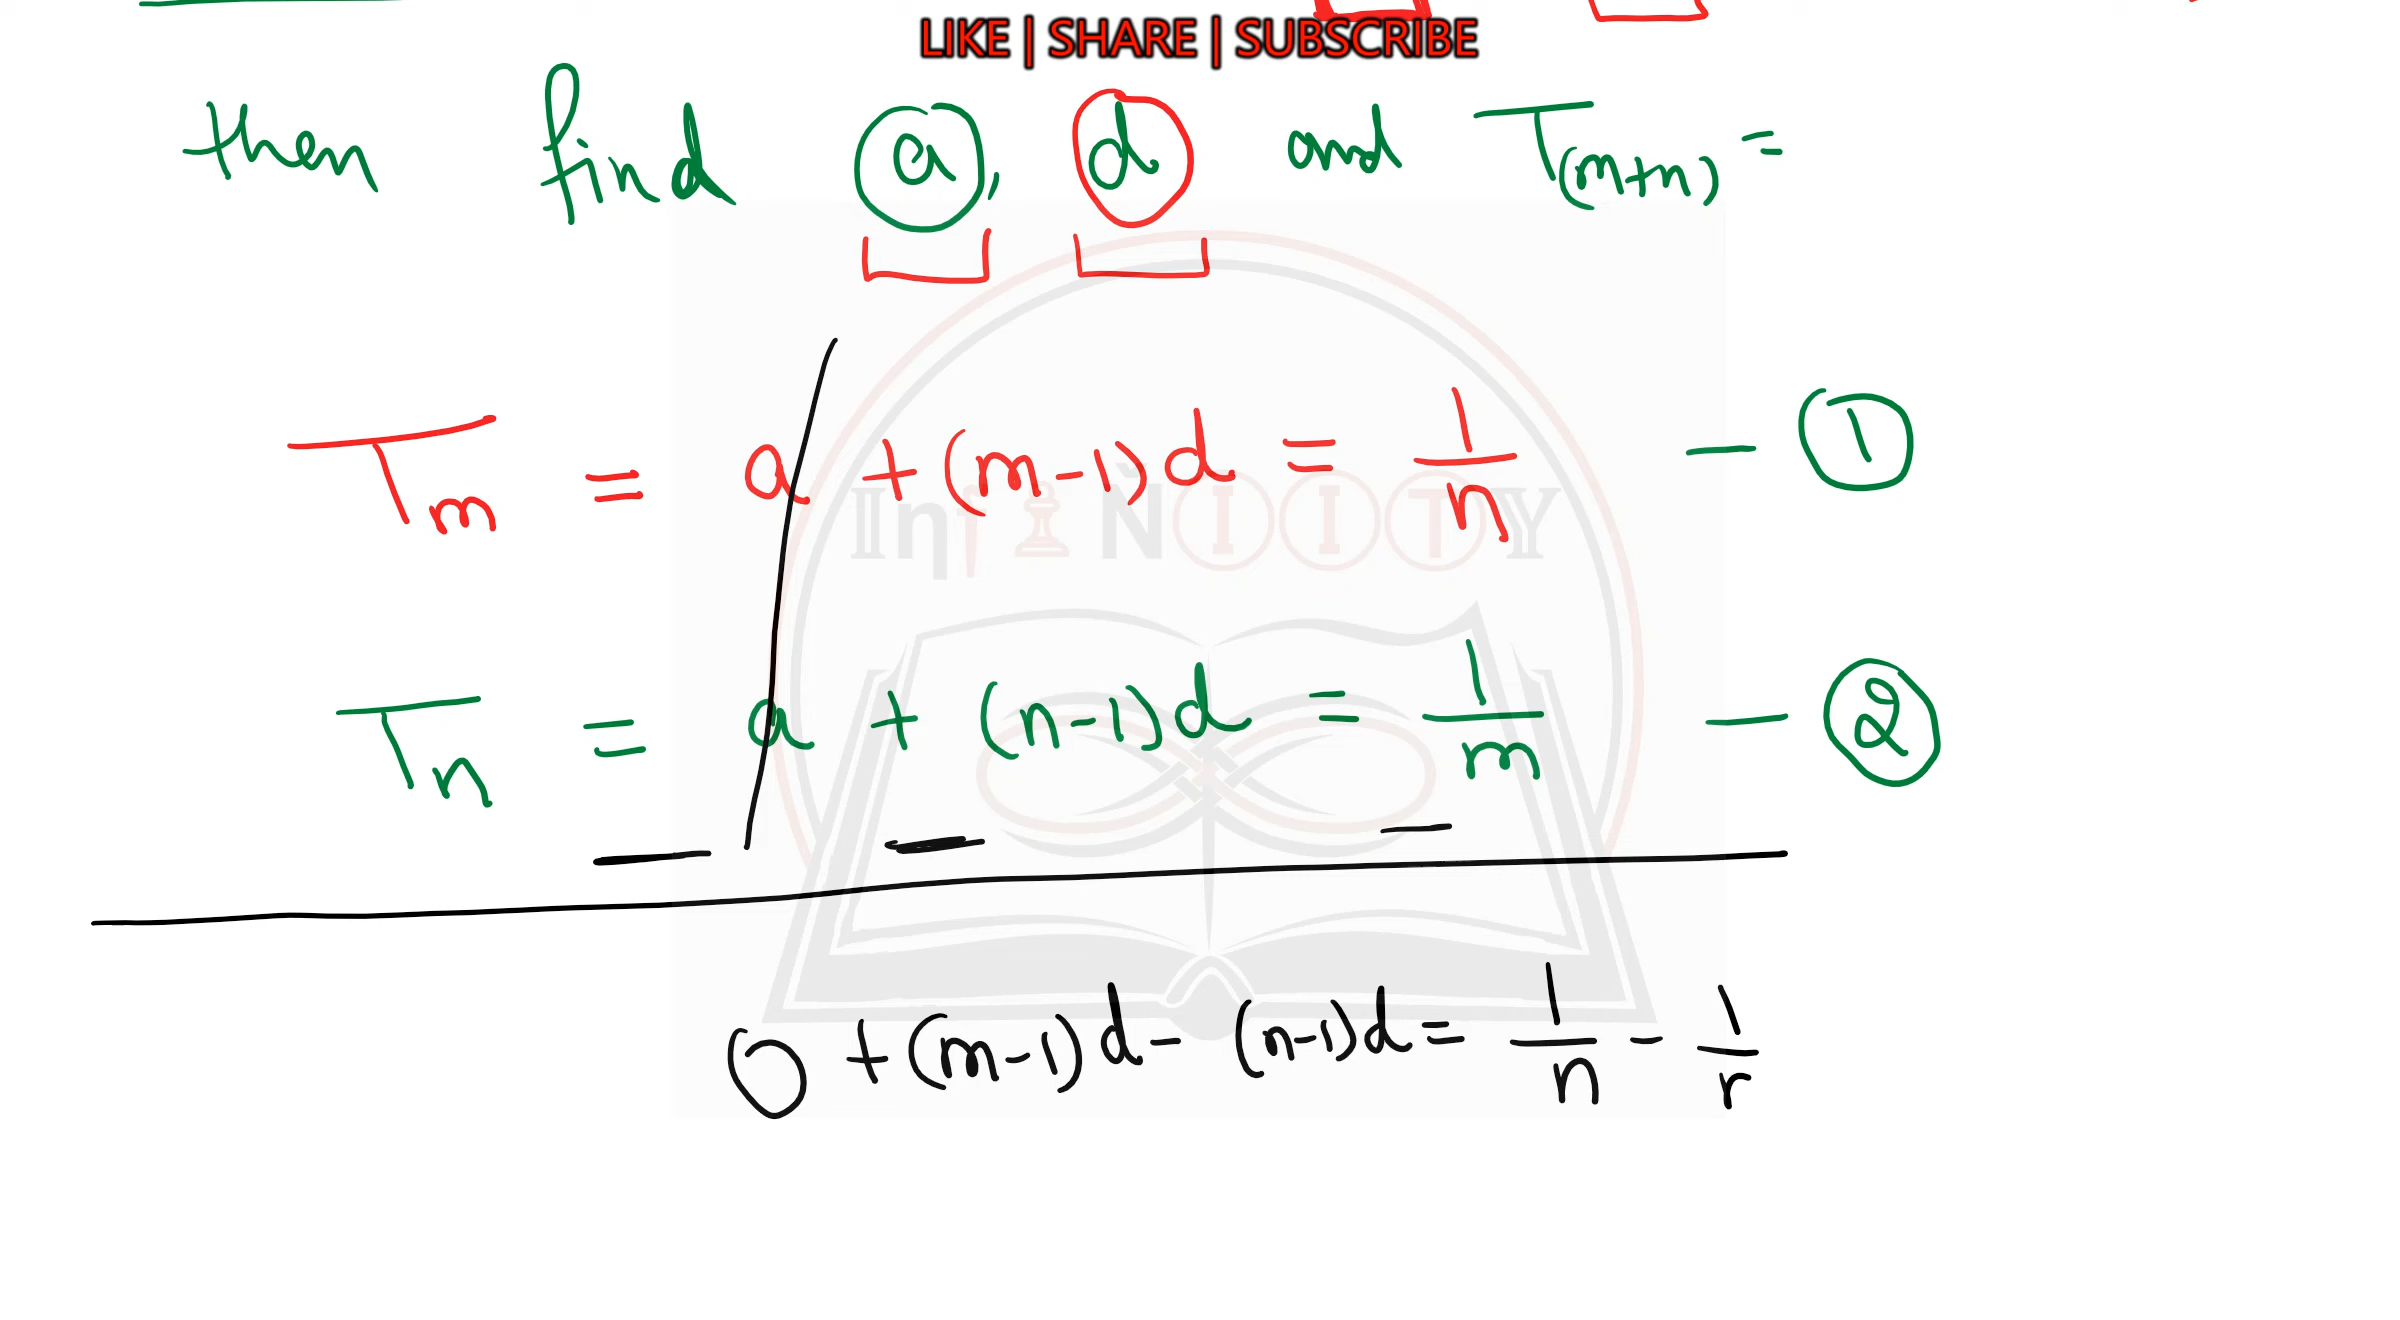 LIKE | SHARE | SUBSCRIBE
then find a, d and T(m+n) =
Tm = a + (m-1)d = 1/n - ①
InfiÑIITY
Tn = a + (n-1)d = 1/m - ②
- - -
0 + (m-1)d - (n-1)d = 1/n - 1/r